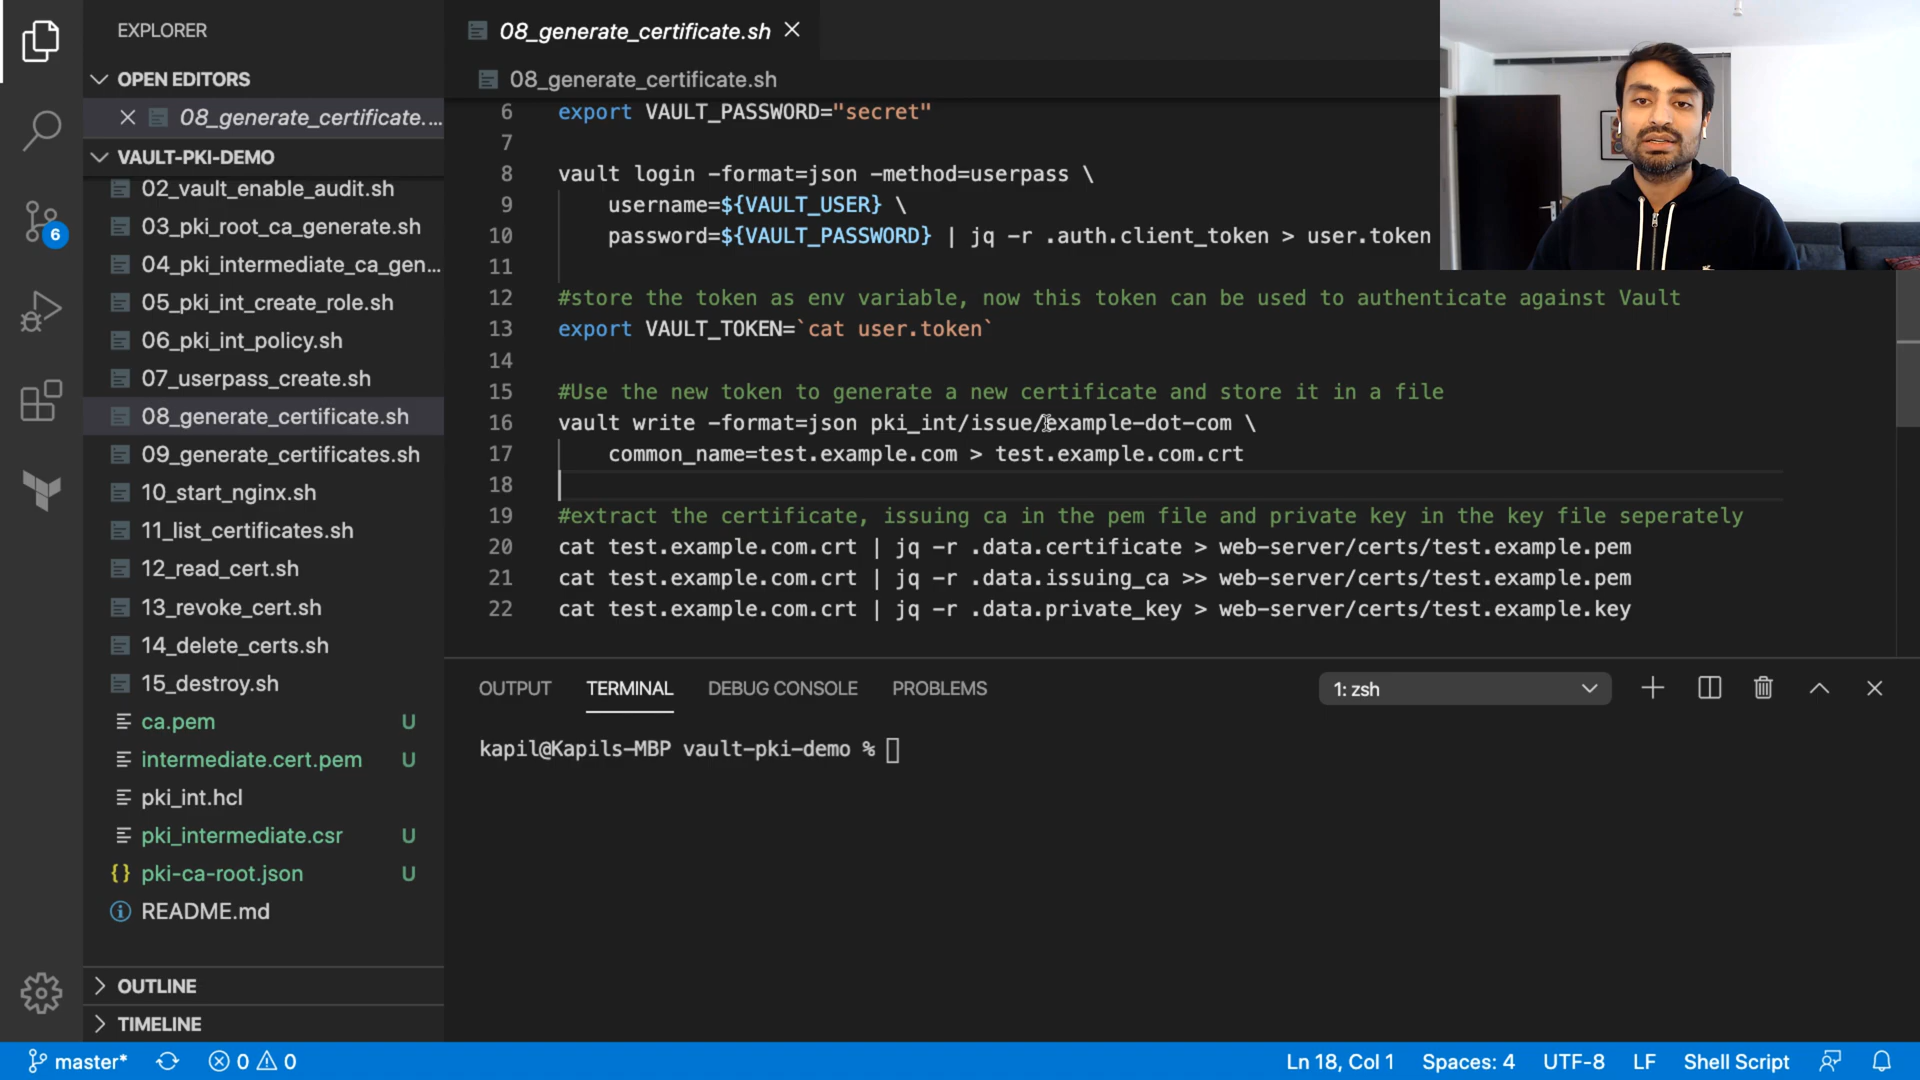 EXPLORER
OPEN EDITORS
08_generate_certificate....
VAULT-PKI-DEMO
02_vault_enable_audit.sh
03_pki_root_ca_generate.sh
04_pki_intermediate_ca_gen...
05_pki_int_create_role.sh
06_pki_int_policy.sh
07_userpass_create.sh
08_generate_certificate.sh
09_generate_certificates.sh
10_start_nginx.sh
11_list_certificates.sh
12_read_cert.sh
13_revoke_cert.sh
14_delete_certs.sh
15_destroy.sh
ca.pem U
intermediate.cert.pem U
pki_int.hcl
pki_intermediate.csr U
{} pki-ca-root.json U
README.md
OUTLINE
TIMELINE
6
08_generate_certificate.sh
08_generate_certificate.sh
6 export VAULT_PASSWORD="secret"
7
8 vault login -format=json -method=userpass \
9 username=${VAULT_USER} \
10 password=${VAULT_PASSWORD} | jq -r .auth.client_token > user.token
11
12 #store the token as env variable, now this token can be used to authenticate against Vault
13 export VAULT_TOKEN=`cat user.token`
14
15 #Use the new token to generate a new certificate and store it in a file
16 vault write -format=json pki_int/issue/example-dot-com \
17 common_name=test.example.com > test.example.com.crt
18
19 #extract the certificate, issuing ca in the pem file and private key in the key file seperately
20 cat test.example.com.crt | jq -r .data.certificate > web-server/certs/test.example.pem
21 cat test.example.com.crt | jq -r .data.issuing_ca >> web-server/certs/test.example.pem
22 cat test.example.com.crt | jq -r .data.private_key > web-server/certs/test.example.key
OUTPUT TERMINAL DEBUG CONSOLE PROBLEMS 1: zsh
kapil@Kapils-MBP vault-pki-demo %
master* 0 0 Ln 18, Col 1 Spaces: 4 UTF-8 LF Shell Script